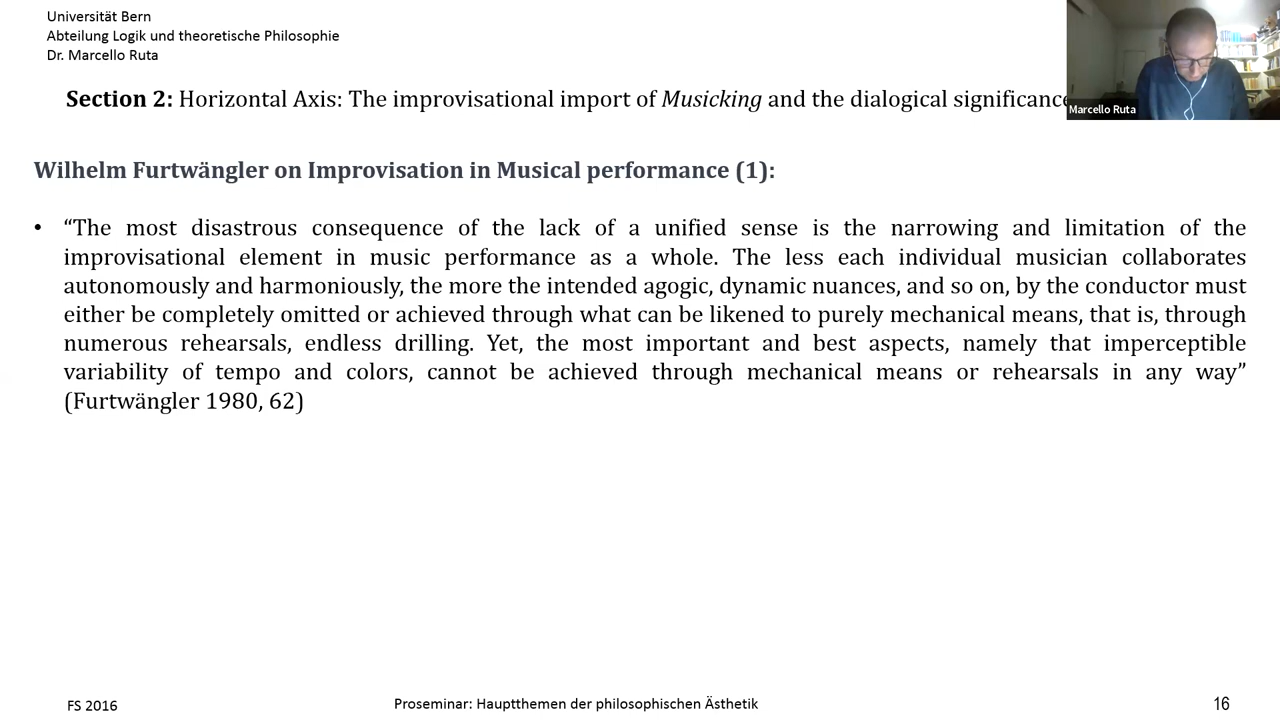 Universität Bern
Abteilung Logik und theoretische Philosophie
Dr. Marcello Ruta
Section 2: Horizontal Axis: The improvisational import of Musicking and the dialogical significance
Marcello Ruta
Wilhelm Furtwängler on Improvisation in Musical performance (1):
• “The most disastrous consequence of the lack of a unified sense is the narrowing and limitation of the
improvisational element in music performance as a whole. The less each individual musician collaborates
autonomously and harmoniously, the more the intended agogic, dynamic nuances, and so on, by the conductor must
either be completely omitted or achieved through what can be likened to purely mechanical means, that is, through
numerous rehearsals, endless drilling. Yet, the most important and best aspects, namely that imperceptible
variability of tempo and colors, cannot be achieved through mechanical means or rehearsals in any way”
(Furtwängler 1980, 62)
FS 2016
Proseminar: Hauptthemen der philosophischen Ästhetik
16